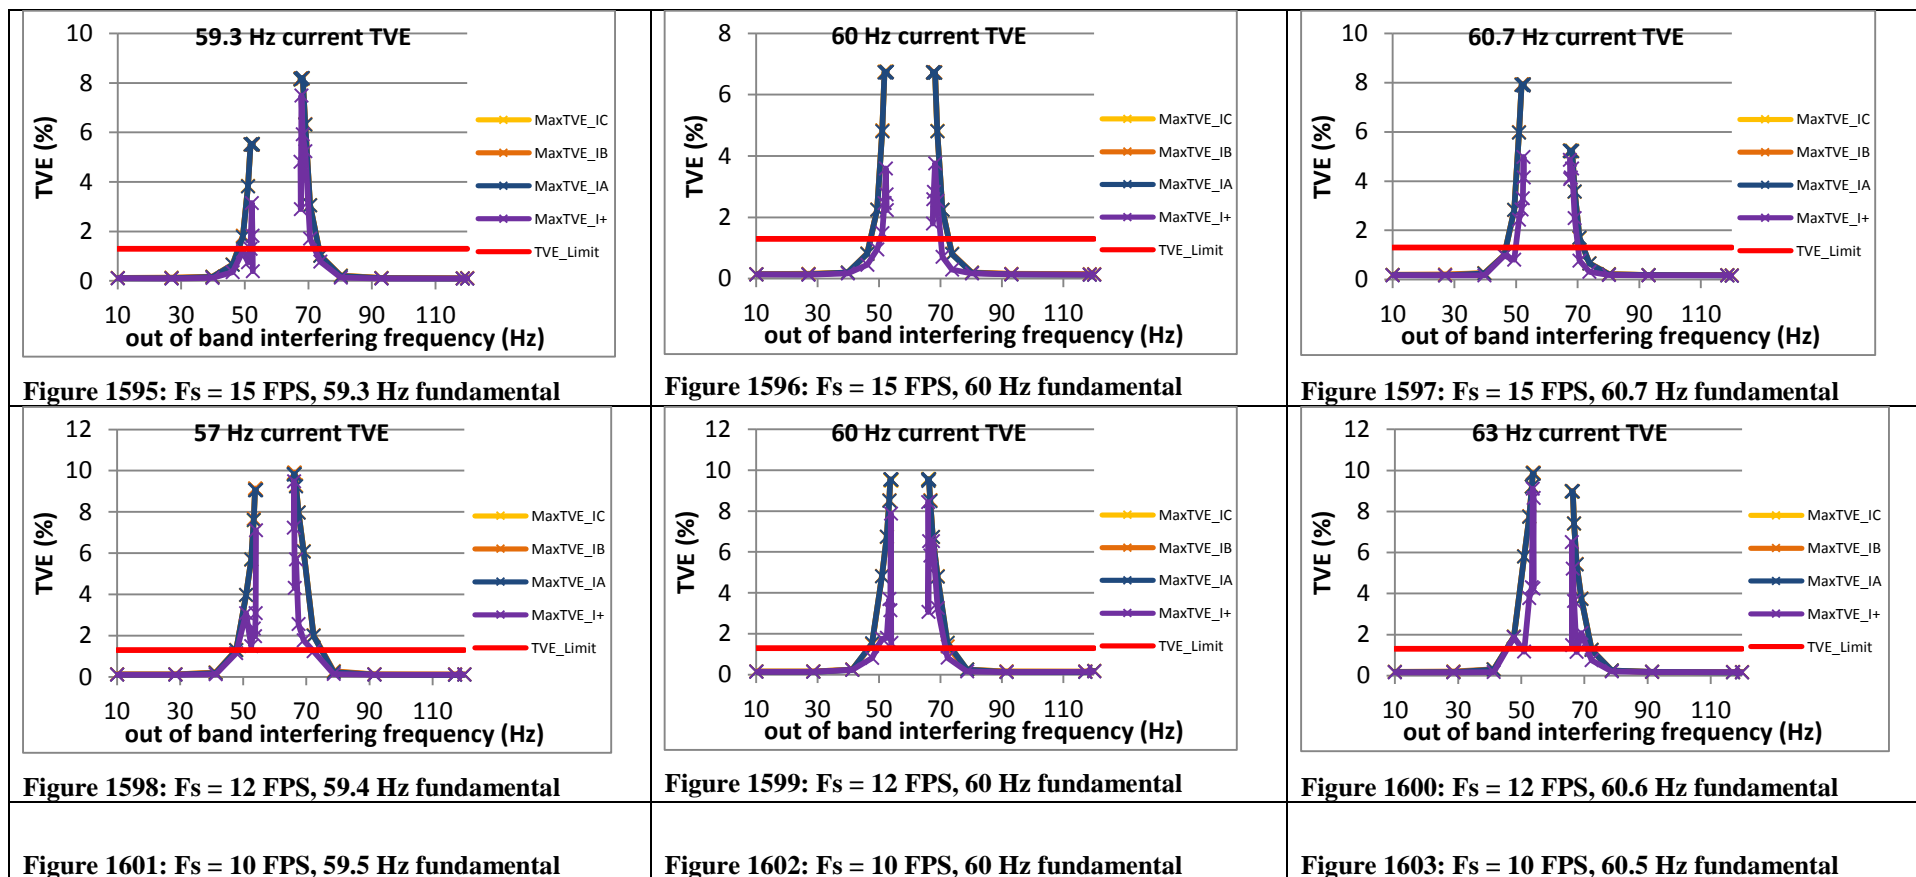 59.3 Hz current TVE
TVE (%)
10
8
6
4
2
0
10 30 50 70 90 110
out of band interfering frequency (Hz)
MaxTVE_IC
MaxTVE_IB
MaxTVE_IA
MaxTVE_I+
TVE_Limit
Figure 1595: Fs = 15 FPS, 59.3 Hz fundamental
60 Hz current TVE
TVE (%)
8
6
4
2
0
10 30 50 70 90 110
out of band interfering frequency (Hz)
MaxTVE_IC
MaxTVE_IB
MaxTVE_IA
MaxTVE_I+
TVE_Limit
Figure 1596: Fs = 15 FPS, 60 Hz fundamental
60.7 Hz current TVE
TVE (%)
10
8
6
4
2
0
10 30 50 70 90 110
out of band interfering frequency (Hz)
MaxTVE_IC
MaxTVE_IB
MaxTVE_IA
MaxTVE_I+
TVE_Limit
Figure 1597: Fs = 15 FPS, 60.7 Hz fundamental
57 Hz current TVE
TVE (%)
12
10
8
6
4
2
0
10 30 50 70 90 110
out of band interfering frequency (Hz)
MaxTVE_IC
MaxTVE_IB
MaxTVE_IA
MaxTVE_I+
TVE_Limit
Figure 1598: Fs = 12 FPS, 59.4 Hz fundamental
60 Hz current TVE
TVE (%)
12
10
8
6
4
2
0
10 30 50 70 90 110
out of band interfering frequency (Hz)
MaxTVE_IC
MaxTVE_IB
MaxTVE_IA
MaxTVE_I+
TVE_Limit
Figure 1599: Fs = 12 FPS, 60 Hz fundamental
63 Hz current TVE
TVE (%)
12
10
8
6
4
2
0
10 30 50 70 90 110
out of band interfering frequency (Hz)
MaxTVE_IC
MaxTVE_IB
MaxTVE_IA
MaxTVE_I+
TVE_Limit
Figure 1600: Fs = 12 FPS, 60.6 Hz fundamental
Figure 1601: Fs = 10 FPS, 59.5 Hz fundamental
Figure 1602: Fs = 10 FPS, 60 Hz fundamental
Figure 1603: Fs = 10 FPS, 60.5 Hz fundamental